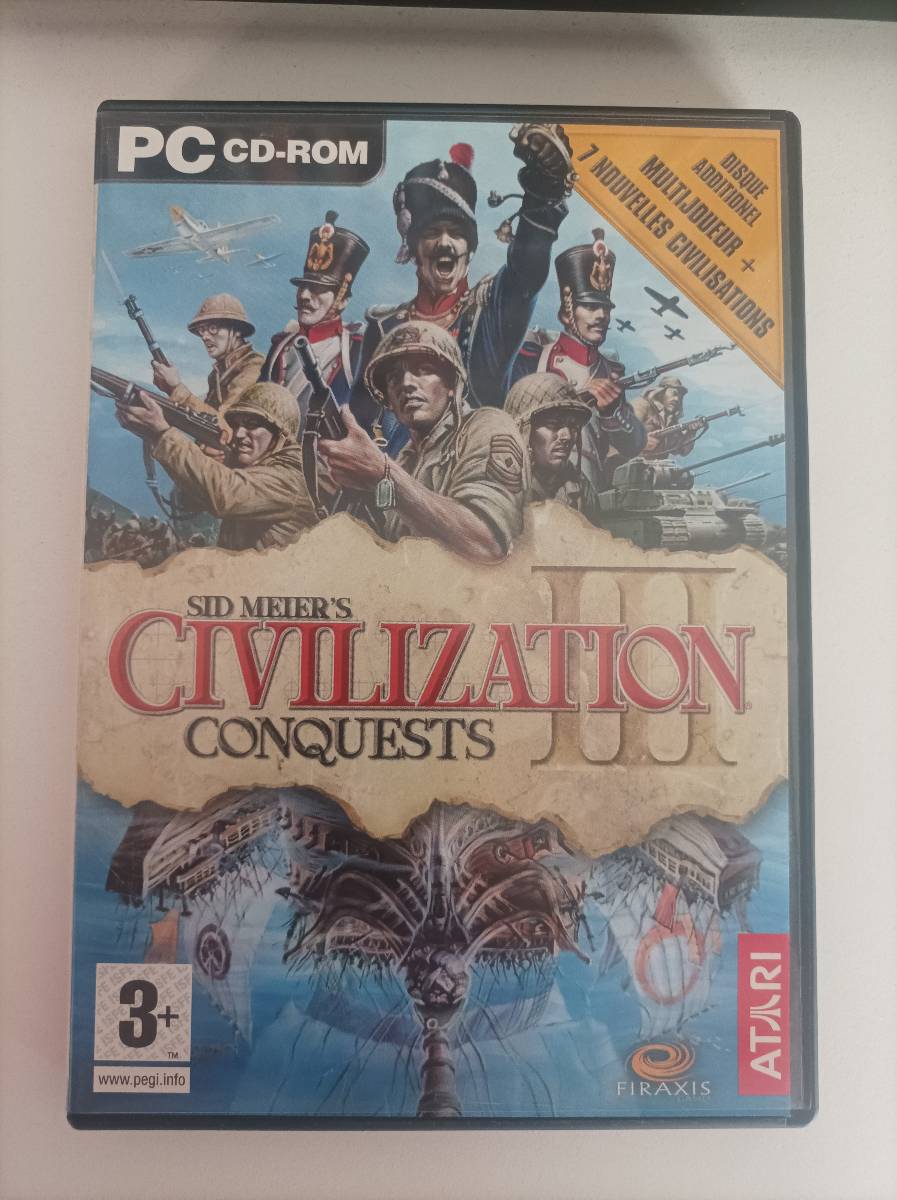 PC CD-ROM
DISQUE
ADDITIONEL
MULTIJOUEUR +
7 NOUVELLES CIVILISATIONS
SID MEIER'S
CIVILIZATION III
CONQUESTS
3+
TM
www.pegi.info
FIRAXIS
ATARI